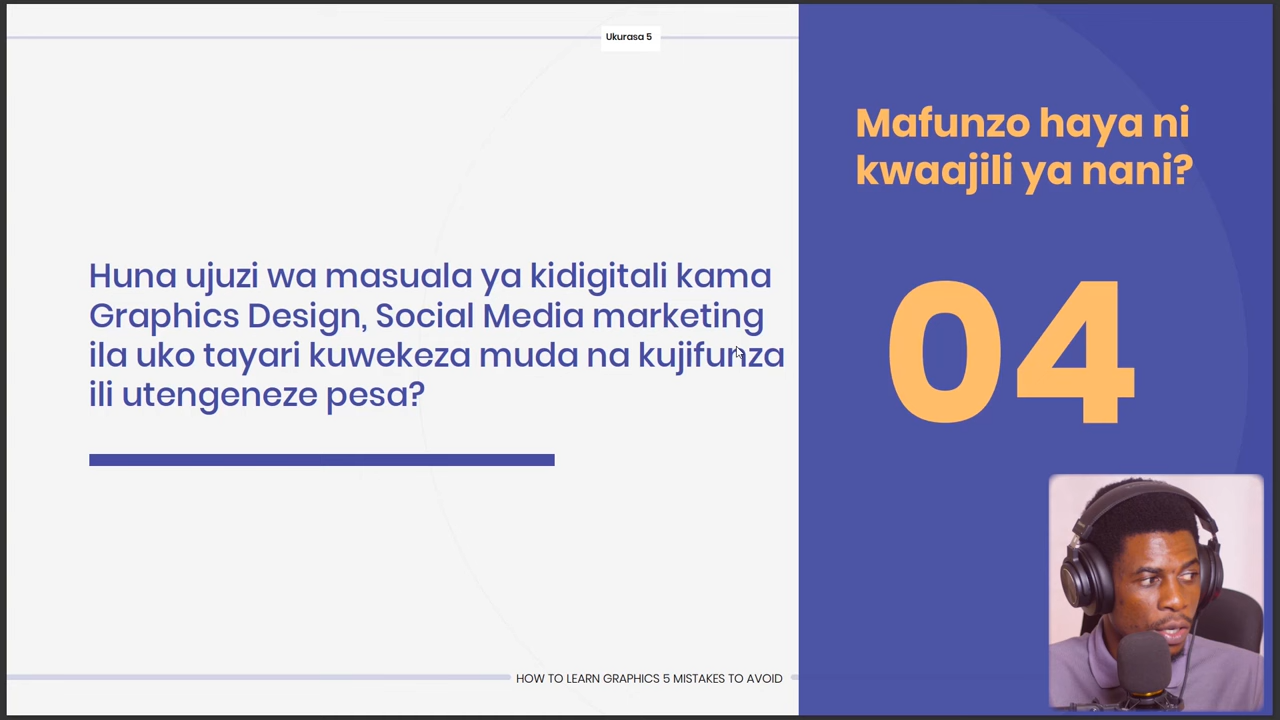 Ukurasa 5
Huna ujuzi wa masuala ya kidigitali kama
Graphics Design, Social Media marketing
ila uko tayari kuwekeza muda na kujifunza
ili utengeneze pesa?
HOW TO LEARN GRAPHICS 5 MISTAKES TO AVOID
Mafunzo haya ni
kwaajili ya nani?
04